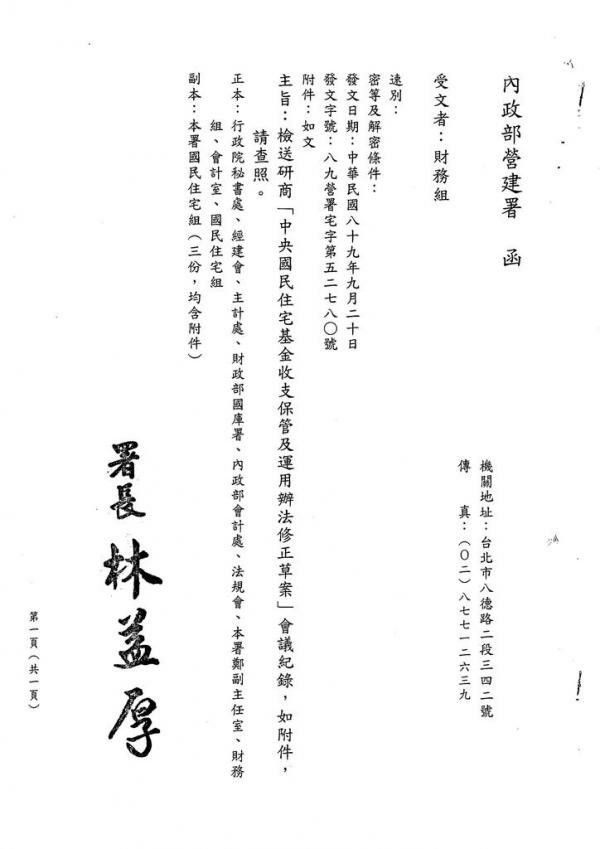 內政部營建署　函
機關地址：台北市八德路二段三四二號
傳　真：（０二）八七七一二六三九
受文者：財務組
速別：
密等及解密條件：
發文日期：中華民國八十九年九月二十日
發文字號：八九營署宅字第五二七八〇號
附件：如文
主旨：檢送研商「中央國民住宅基金收支保管及運用辦法修正草案」會議紀錄，如附件，
請查照。
正本：行政院秘書處、經建會、主計處、財政部國庫署、內政部會計處、法規會、本署鄭副主任室、財務
組、會計室、國民住宅組
副本：本署國民住宅組（三份，均含附件）
署長 林益厚
第一頁（共一頁）